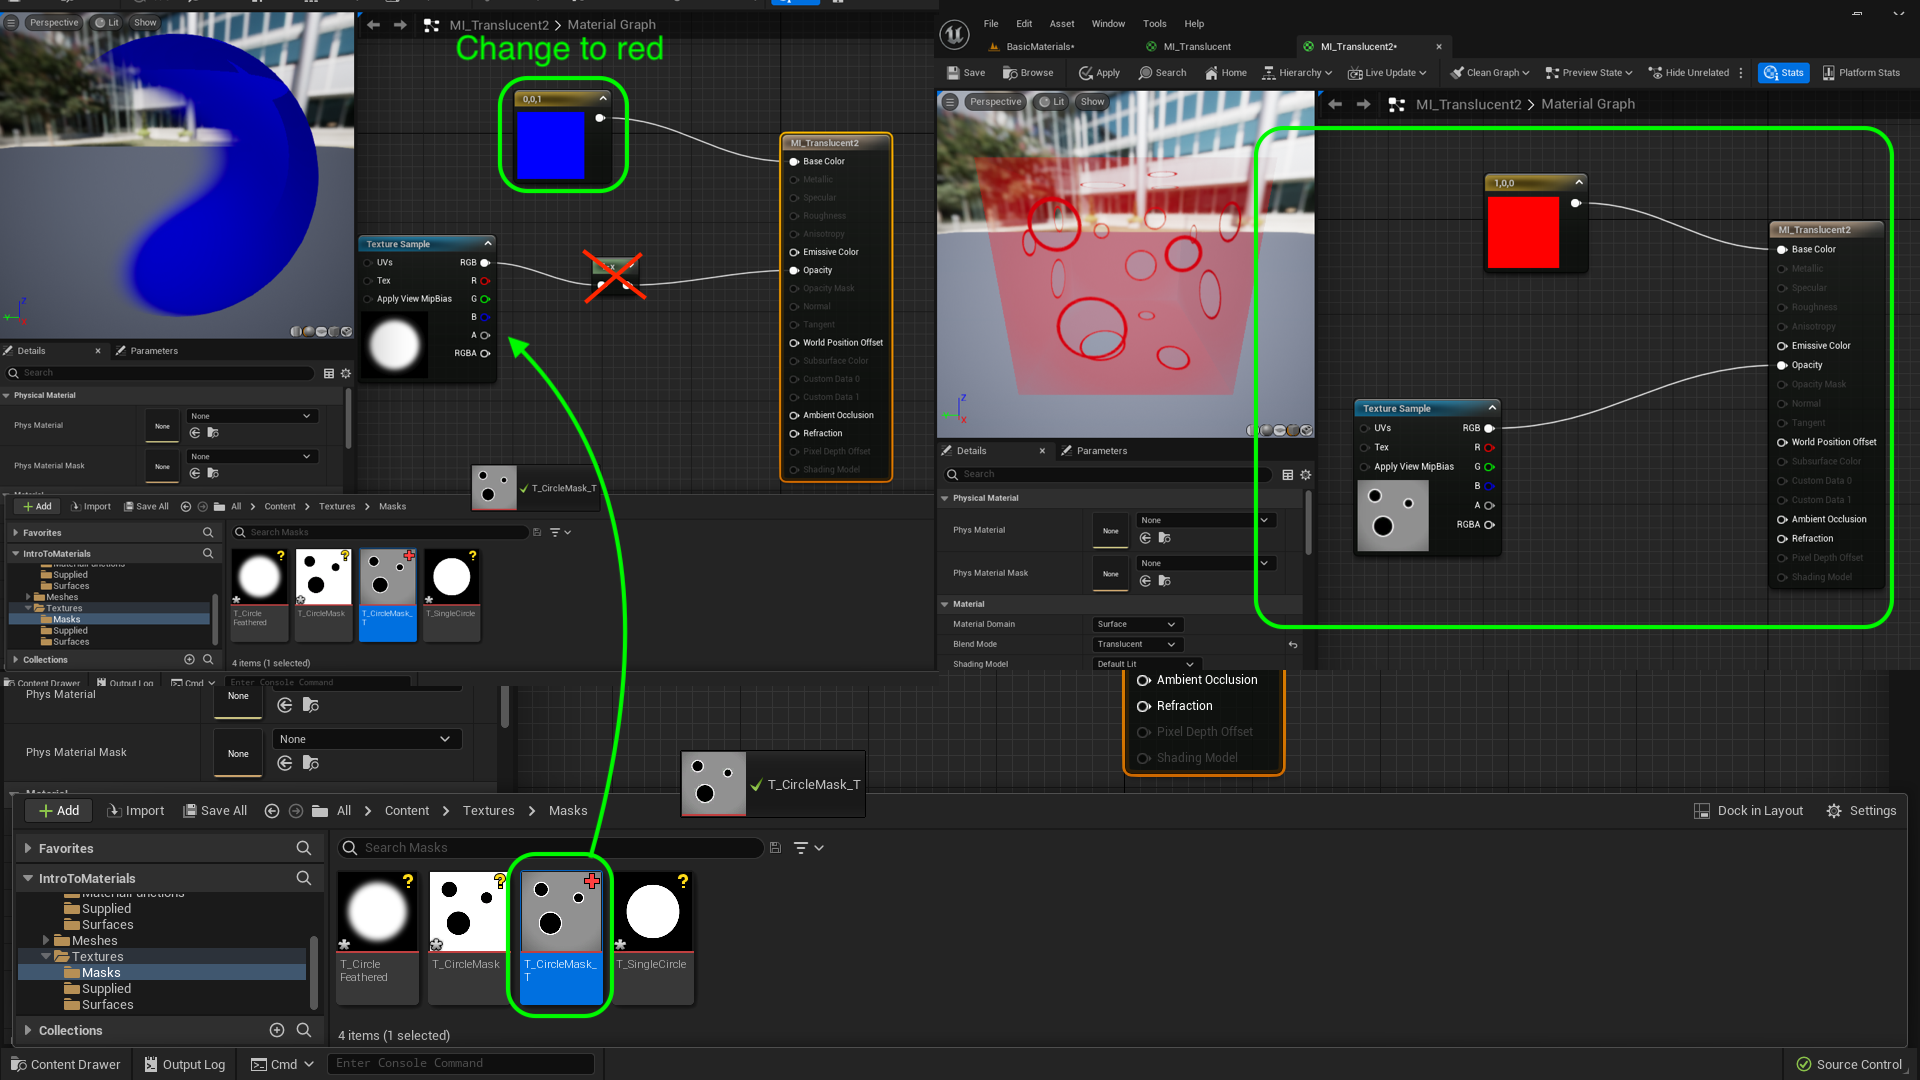 Perspective
Lit
Show
MI_Translucent2 > Material Graph
Change to red
0,0,1
MI_Translucent2
Base Color
Metallic
Specular
Roughness
Anisotropy
Emissive Color
Opacity
Opacity Mask
Normal
Tangent
World Position Offset
Subsurface Color
Custom Data 0
Custom Data 1
Ambient Occlusion
Refraction
Pixel Depth Offset
Shading Model
Texture Sample
UVs RGB
Tex R
Apply View MipBias G
B
A
RGBA
Details
Parameters
Search
Physical Material
Phys Material None None
Phys Material Mask None None
T_CircleMask_T
Add Import Save All All > Content > Textures > Masks
Favorites
Search Masks
IntroToMaterials
Supplied
Surfaces
Meshes
Textures
Masks
Supplied
Surfaces
Collections
T_Circle
Feathered
T_CircleMask
T_CircleMask_
T
T_SingleCircle
4 items (1 selected)
Content Drawer Output Log Cmd Enter Console Command
File Edit Asset Window Tools Help
BasicMaterials•
MI_Translucent
MI_Translucent2•
Save Browse Apply Search Home Hierarchy Live Update Clean Graph Preview State Hide Unrelated Stats Platform Stats
Perspective
Lit
Show
MI_Translucent2 > Material Graph
1,0,0
MI_Translucent2
Base Color
Metallic
Specular
Roughness
Anisotropy
Emissive Color
Opacity
Opacity Mask
Normal
Tangent
World Position Offset
Subsurface Color
Custom Data 0
Custom Data 1
Ambient Occlusion
Refraction
Pixel Depth Offset
Shading Model
Texture Sample
UVs RGB
Tex R
Apply View MipBias G
B
A
RGBA
Details
Parameters
Search
Physical Material
Phys Material None None
Phys Material Mask None None
Material
Material Domain Surface
Blend Mode Translucent
Shading Model Default Lit
Phys Material None
Phys Material Mask None None
Ambient Occlusion
Refraction
Pixel Depth Offset
Shading Model
T_CircleMask_T
Add Import Save All All > Content > Textures > Masks
Dock in Layout Settings
Favorites
Search Masks
IntroToMaterials
Supplied
Surfaces
Meshes
Textures
Masks
Supplied
Surfaces
Collections
T_Circle
Feathered
T_CircleMask
T_CircleMask_
T
T_SingleCircle
4 items (1 selected)
Content Drawer Output Log Cmd Enter Console Command
Source Control